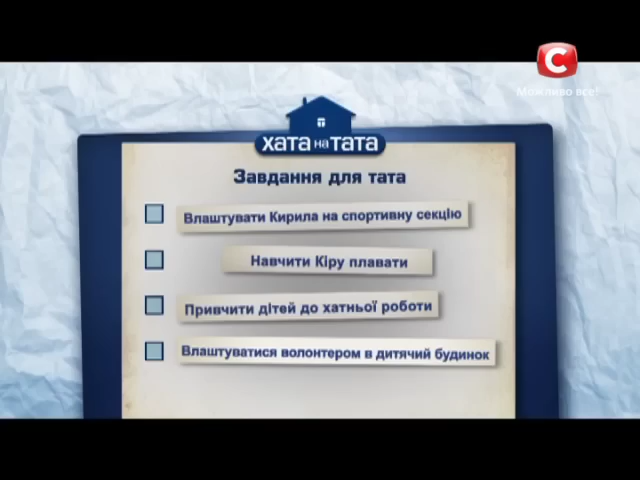 С
Можливо все!
ХАТА НА ТАТА
Завдання для тата
Влаштувати Кирила на спортивну секцію
Навчити Кіру плавати
Привчити дітей до хатньої роботи
Влаштуватися волонтером в дитячий будинок